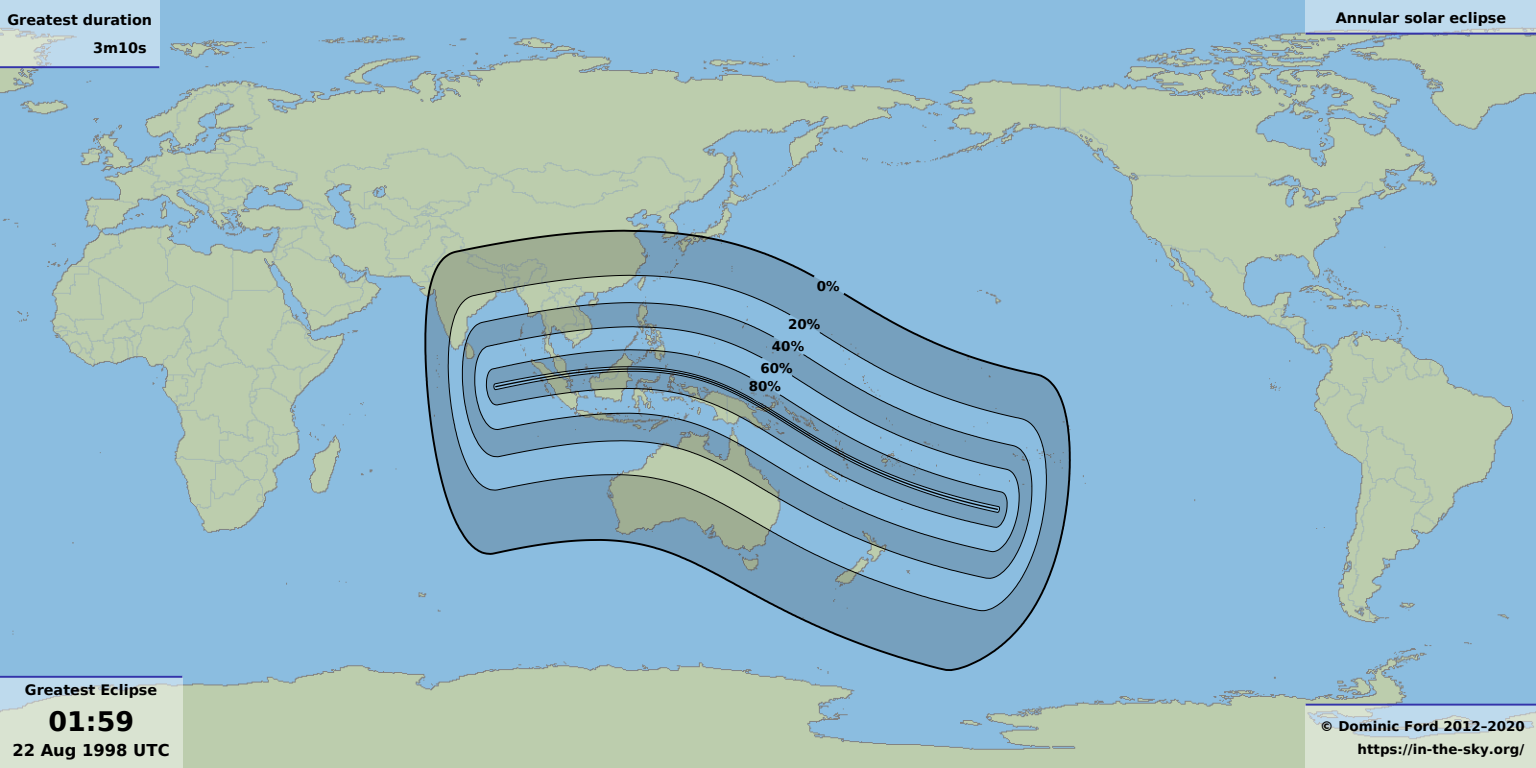 Greatest duration
3m10s
Annular solar eclipse
0%
20%
40%
60%
80%
Greatest Eclipse
01:59
22 Aug 1998 UTC
© Dominic Ford 2012–2020
https://in-the-sky.org/